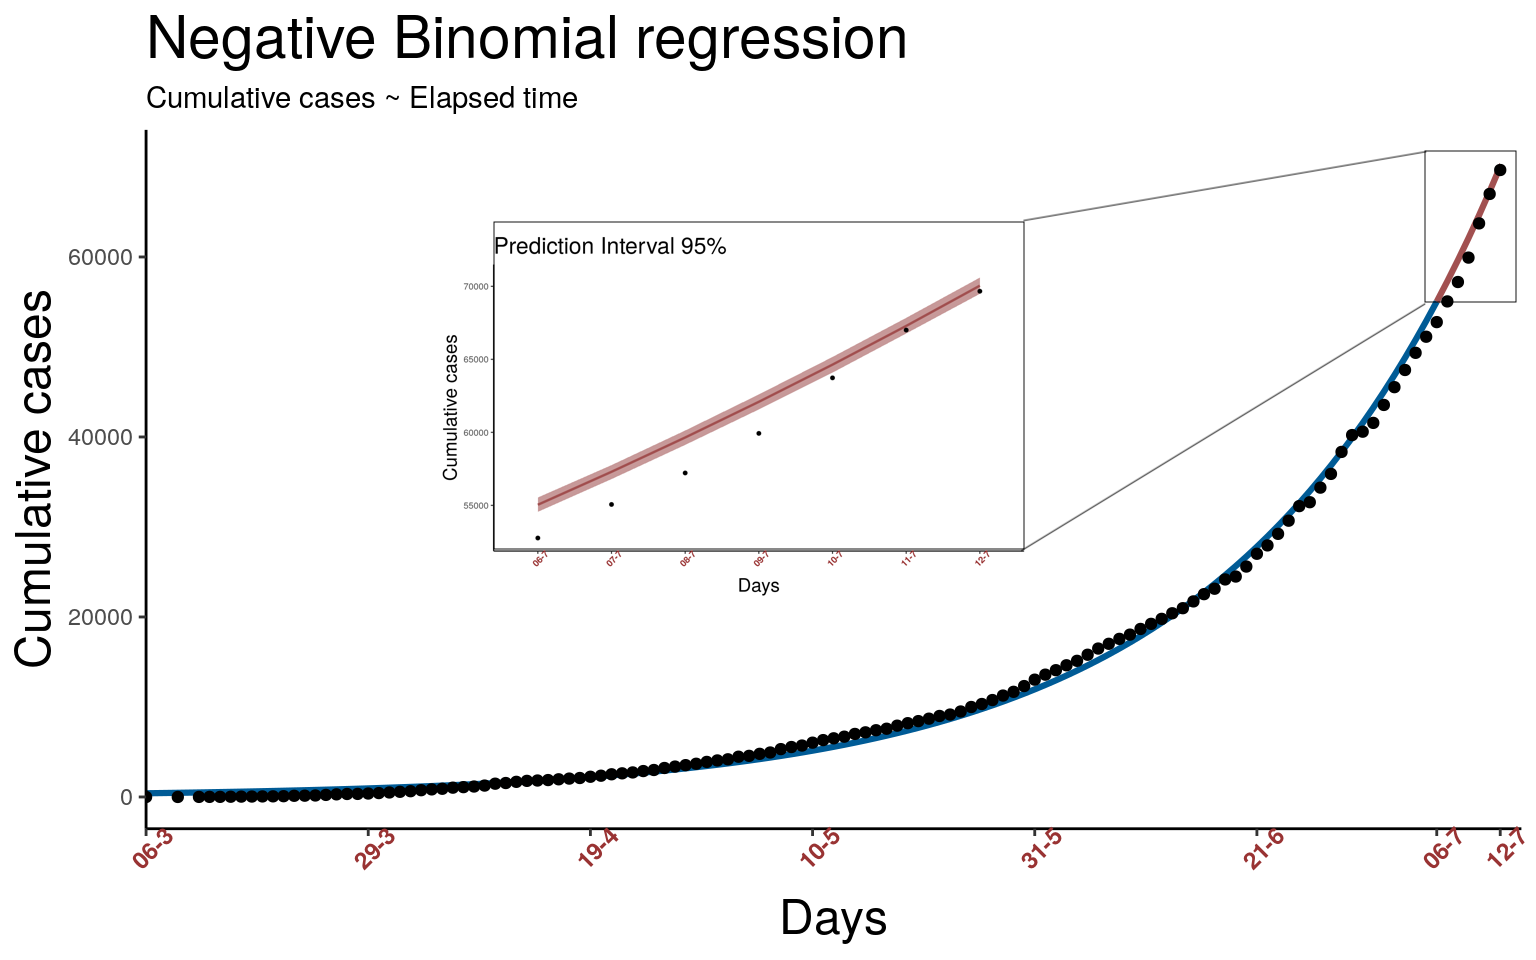 Negative Binomial regression
Cumulative cases ~ Elapsed time
Cumulative cases
60000
40000
20000
0
Prediction Interval 95%
Cumulative cases
70000
65000
60000
55000
06-7 07-7 08-7 09-7 10-7 11-7 12-7
Days
06-3 29-3 19-4 10-5 31-5 21-6 06-7 12-7
Days